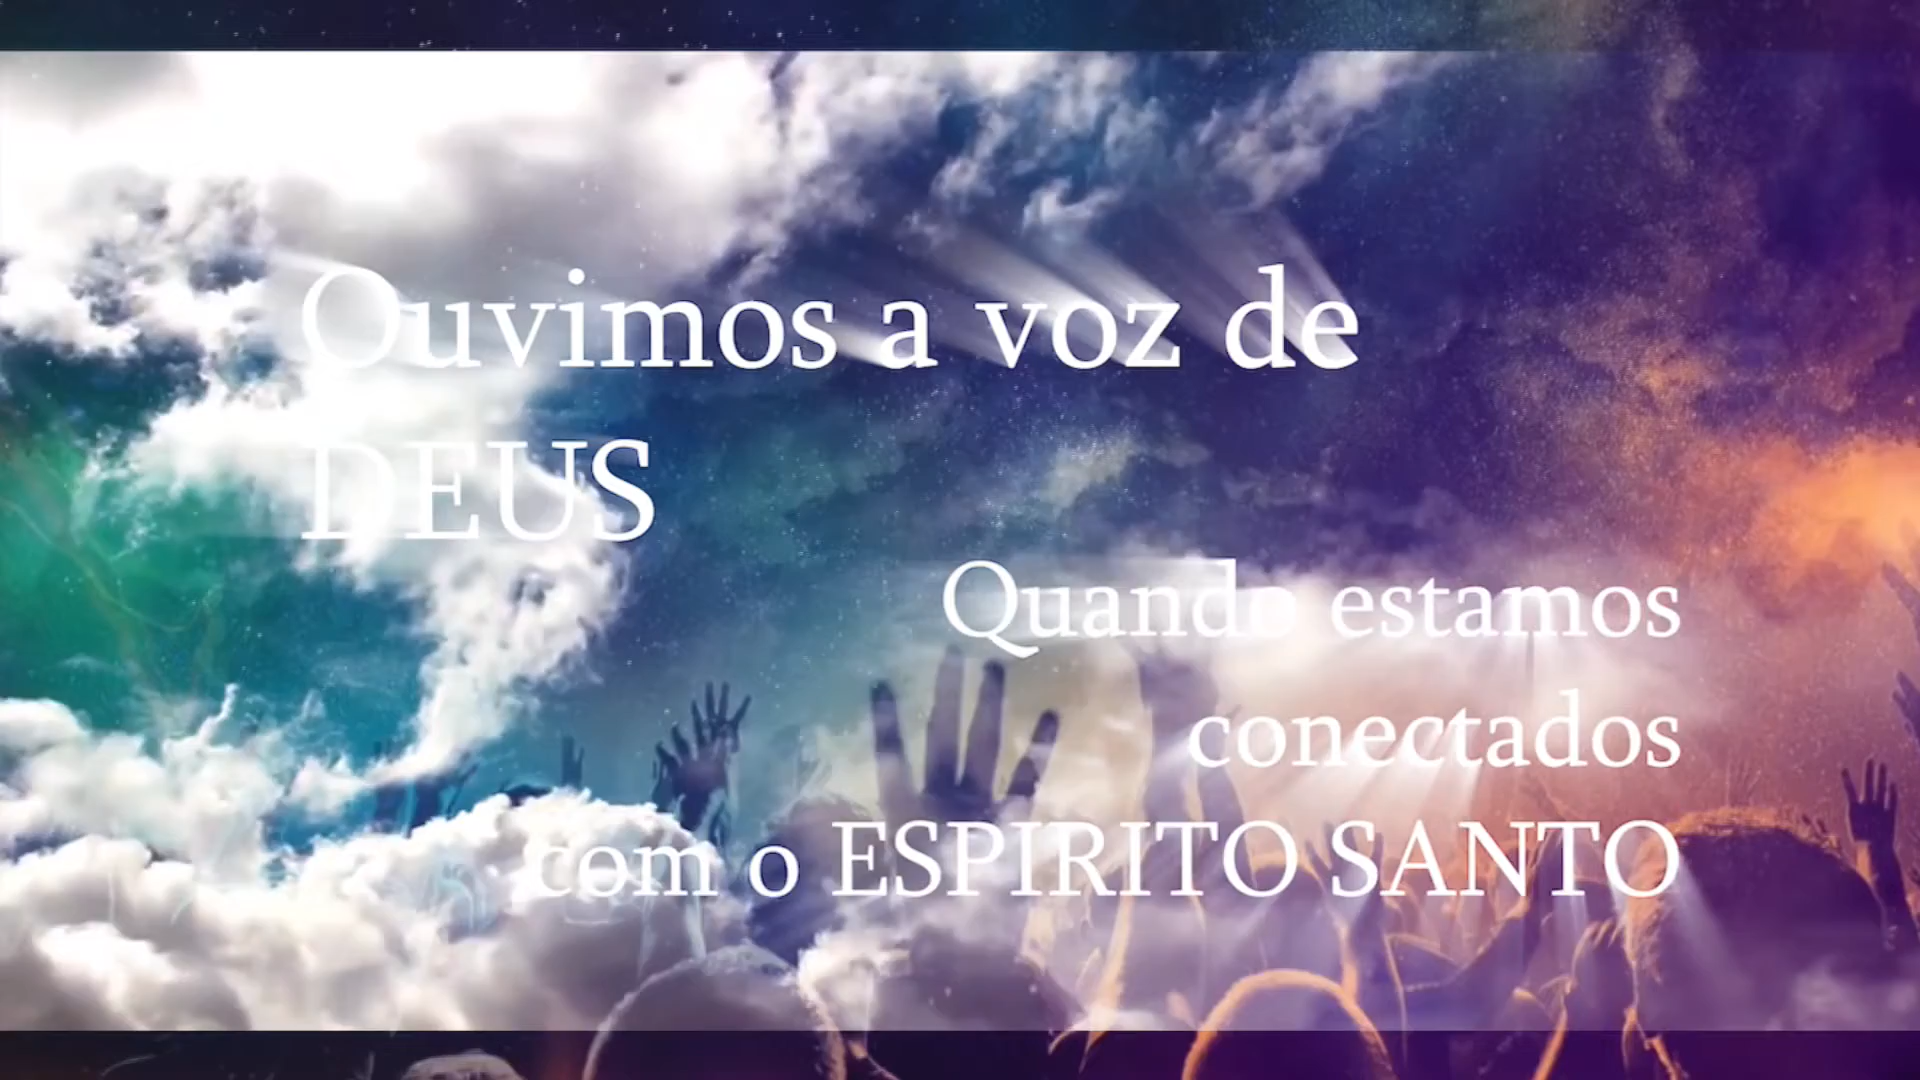 Ouvimos a voz de
DEUS
Quando estamos
conectados
com o ESPIRITO SANTO